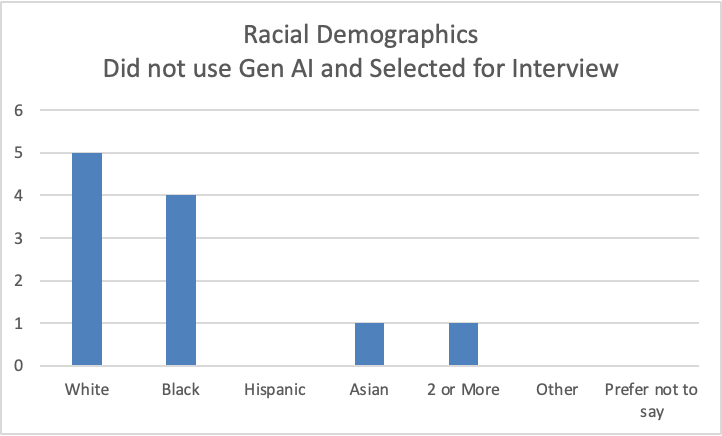 Racial Demographics
Did not use Gen AI and Selected for Interview
6
5
4
3
2
1
0
White Black Hispanic Asian 2 or More Other Prefer not to
say